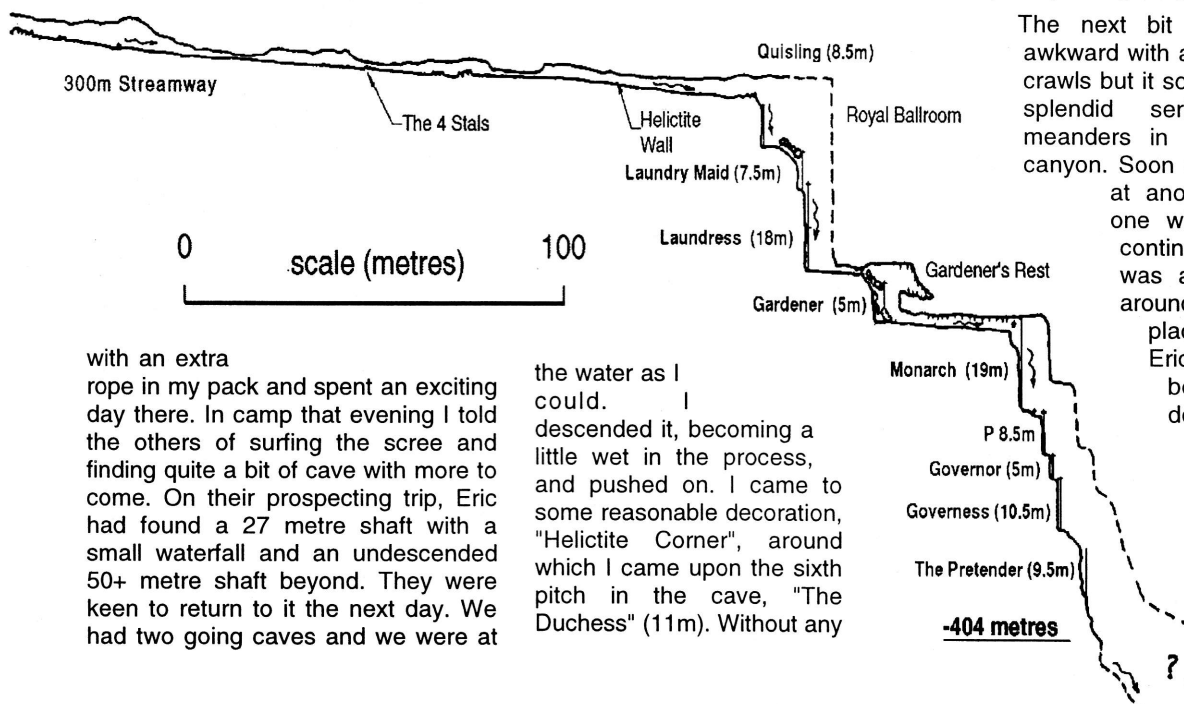 300m Streamway
The 4 Stals
Helictite
Wall
Quisling (8.5m)
Royal Ballroom
Laundry Maid (7.5m)
Laundress (18m)
Gardener's Rest
Gardener (5m)
Monarch (19m)
P 8.5m
Governor (5m)
Governess (10.5m)
The Pretender (9.5m)
-404 metres
?
0 100
scale (metres)
with an extra
rope in my pack and spent an exciting
day there. In camp that evening I told
the others of surfing the scree and
finding quite a bit of cave with more to
come. On their prospecting trip, Eric
had found a 27 metre shaft with a
small waterfall and an undescended
50+ metre shaft beyond. They were
keen to return to it the next day. We
had two going caves and we were at
the water as I
could. I
descended it, becoming a
little wet in the process,
and pushed on. I came to
some reasonable decoration,
"Helictite Corner", around
which I came upon the sixth
pitch in the cave, "The
Duchess" (11m). Without any
The next bit
awkward with a
crawls but it so
splendid ser
meanders in
canyon. Soon
at ano
one w
contin
was a
around
plac
Eric
be
de